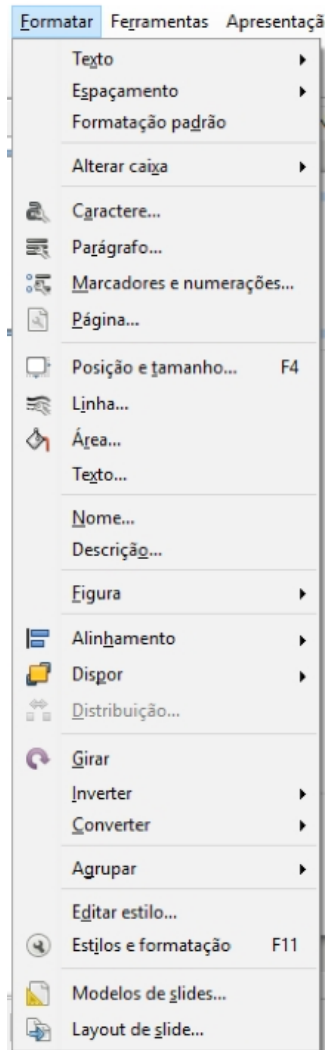 Formatar Ferramentas Apresentaçã
Texto
Espaçamento
Formatação padrão
Alterar caixa
Caractere...
Parágrafo...
Marcadores e numerações...
Página...
Posição e tamanho... F4
Linha...
Área...
Texto...
Nome...
Descrição...
Figura
Alinhamento
Dispor
Distribuição...
Girar
Inverter
Converter
Agrupar
Editar estilo...
Estilos e formatação F11
Modelos de slides...
Layout de slide...